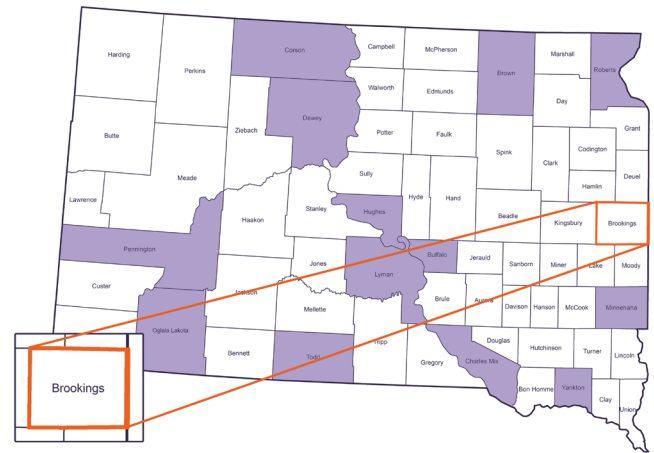 Harding
Perkins
Corson
Campbell
McPherson
Brown
Marshall
Roberts
Walworth
Edmunds
Day
Grant
Butte
Ziebach
Dewey
Potter
Faulk
Spink
Clark
Codington
Deuel
Meade
Sully
Hamlin
Lawrence
Haakon
Stanley
Hughes
Hyde
Hand
Beadle
Kingsbury
Brookings
Pennington
Jones
Lyman
Buffalo
Jerauld
Sanborn
Miner
Lake
Moody
Custer
Jackson
Mellette
Brule
Aurora
Davison
Hanson
McCook
Minnehaha
Oglala Lakota
Bennett
Todd
Tripp
Gregory
Charles Mix
Douglas
Hutchinson
Turner
Lincoln
Bon Homme
Yankton
Clay
Union
Brookings